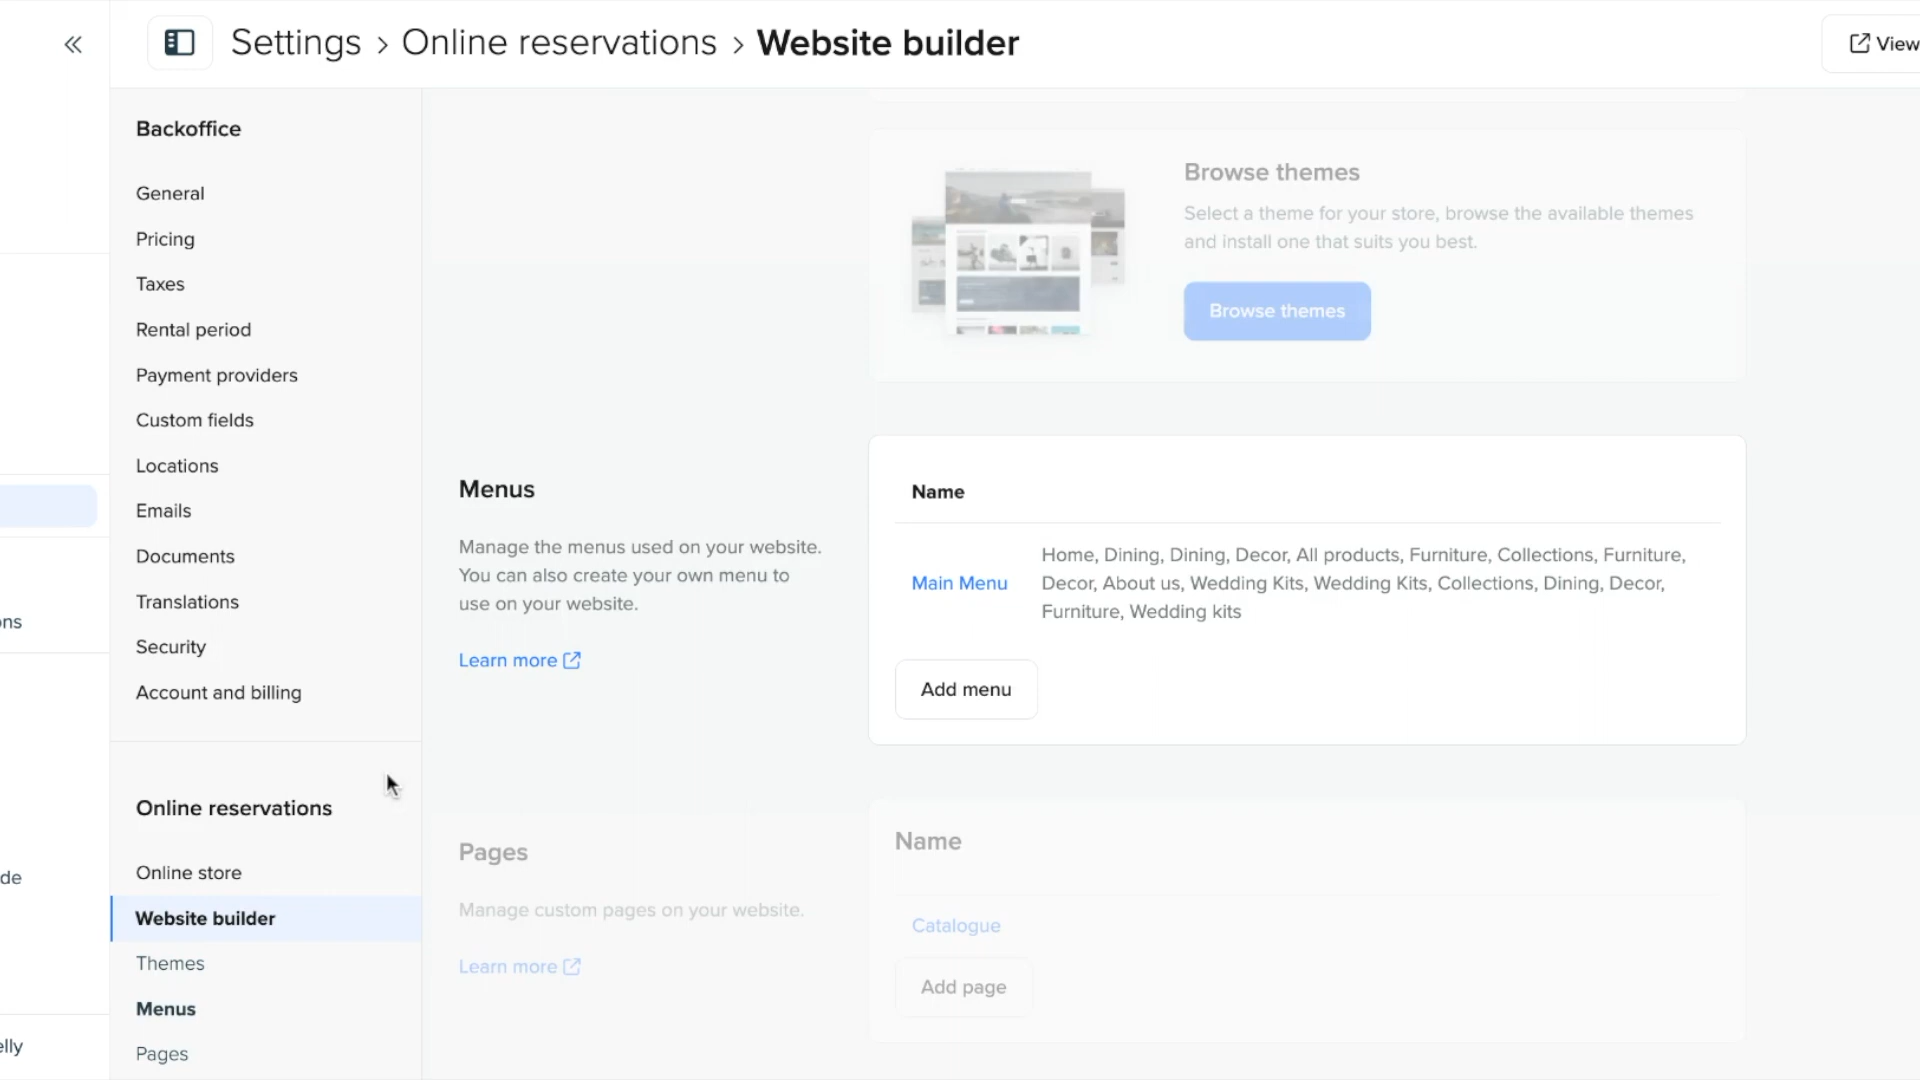 Settings › Online reservations › Website builder
View
Backoffice
General
Pricing
Taxes
Rental period
Payment providers
Custom fields
Locations
Emails
Documents
Translations
Security
Account and billing
Online reservations
Online store
Website builder
Themes
Menus
Pages
ons
de
elly
Browse themes
Select a theme for your store, browse the available themes
and install one that suits you best.
Browse themes
Menus
Manage the menus used on your website.
You can also create your own menu to
use on your website.
Learn more
Name
Main Menu
Home, Dining, Dining, Decor, All products, Furniture, Collections, Furniture,
Decor, About us, Wedding Kits, Wedding Kits, Collections, Dining, Decor,
Furniture, Wedding kits
Add menu
Pages
Manage custom pages on your website.
Learn more
Name
Catalogue
Add page